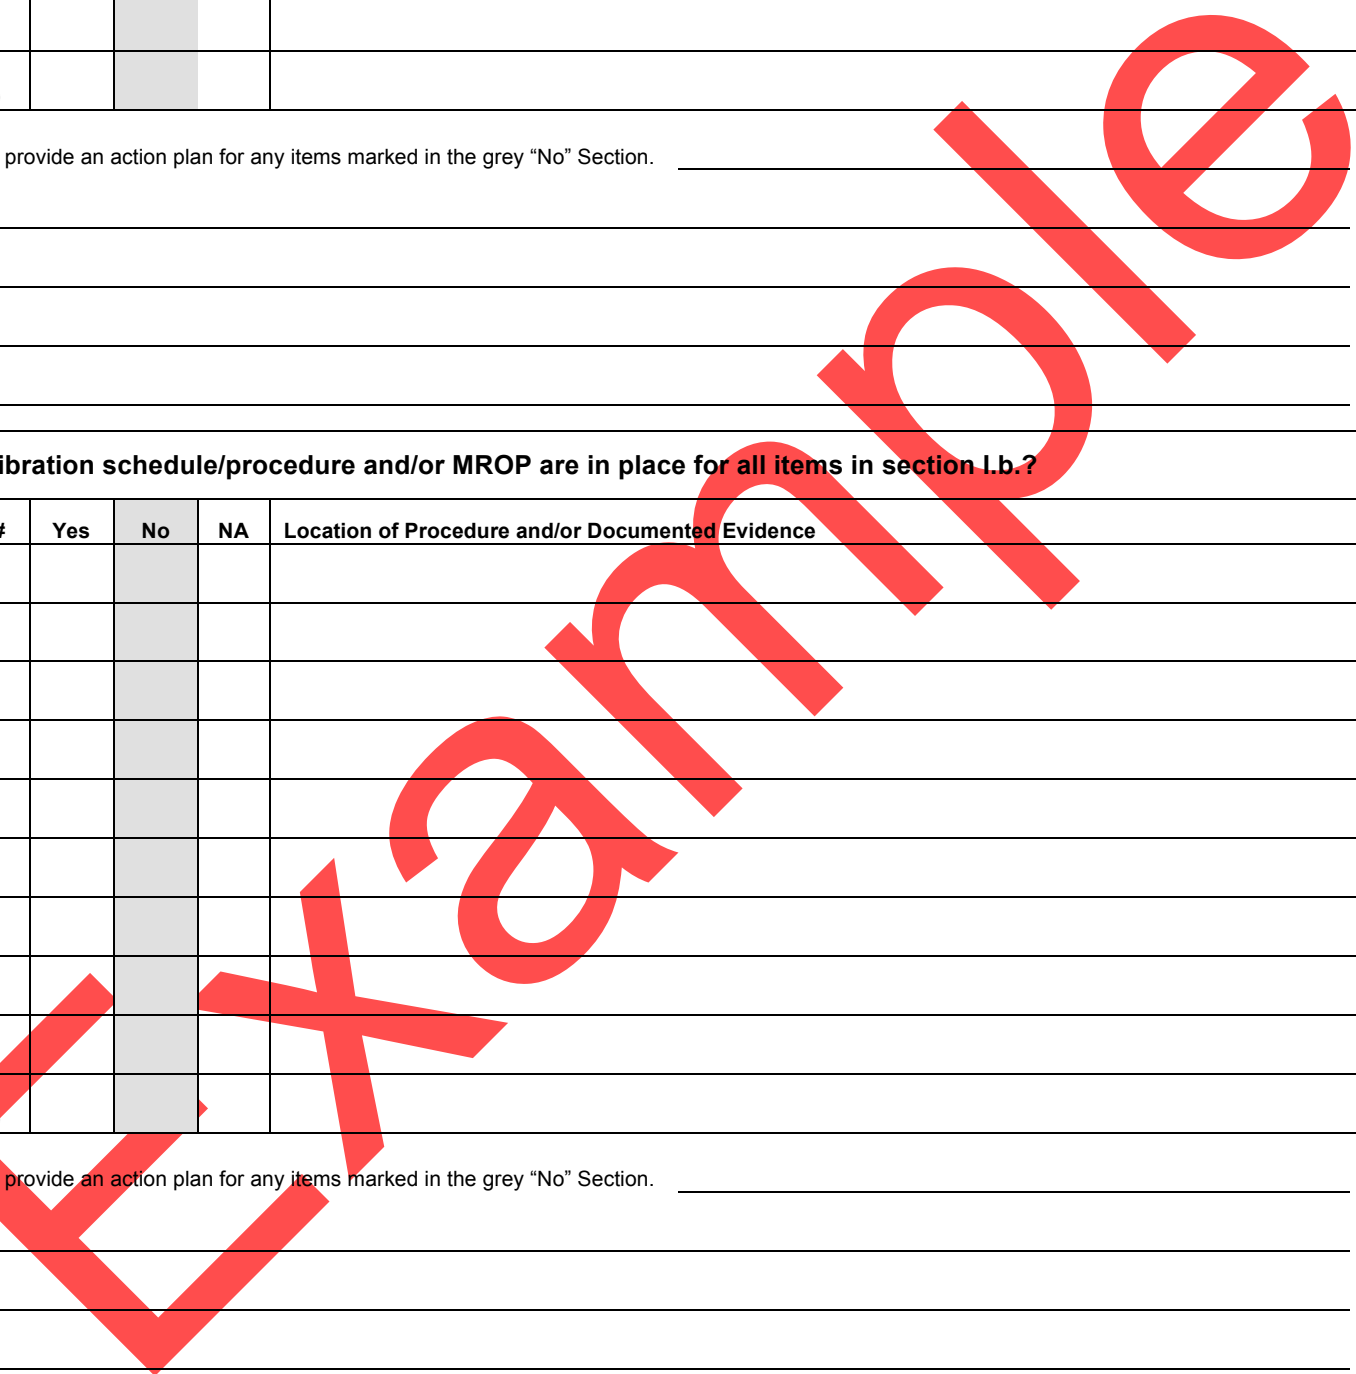 provide an action plan for any items marked in the grey “No” Section.
ibration schedule/procedure and/or MROP are in place for all items in section I.b.?
# Yes No NA Location of Procedure and/or Documented Evidence
provide an action plan for any items marked in the grey “No” Section.
Example